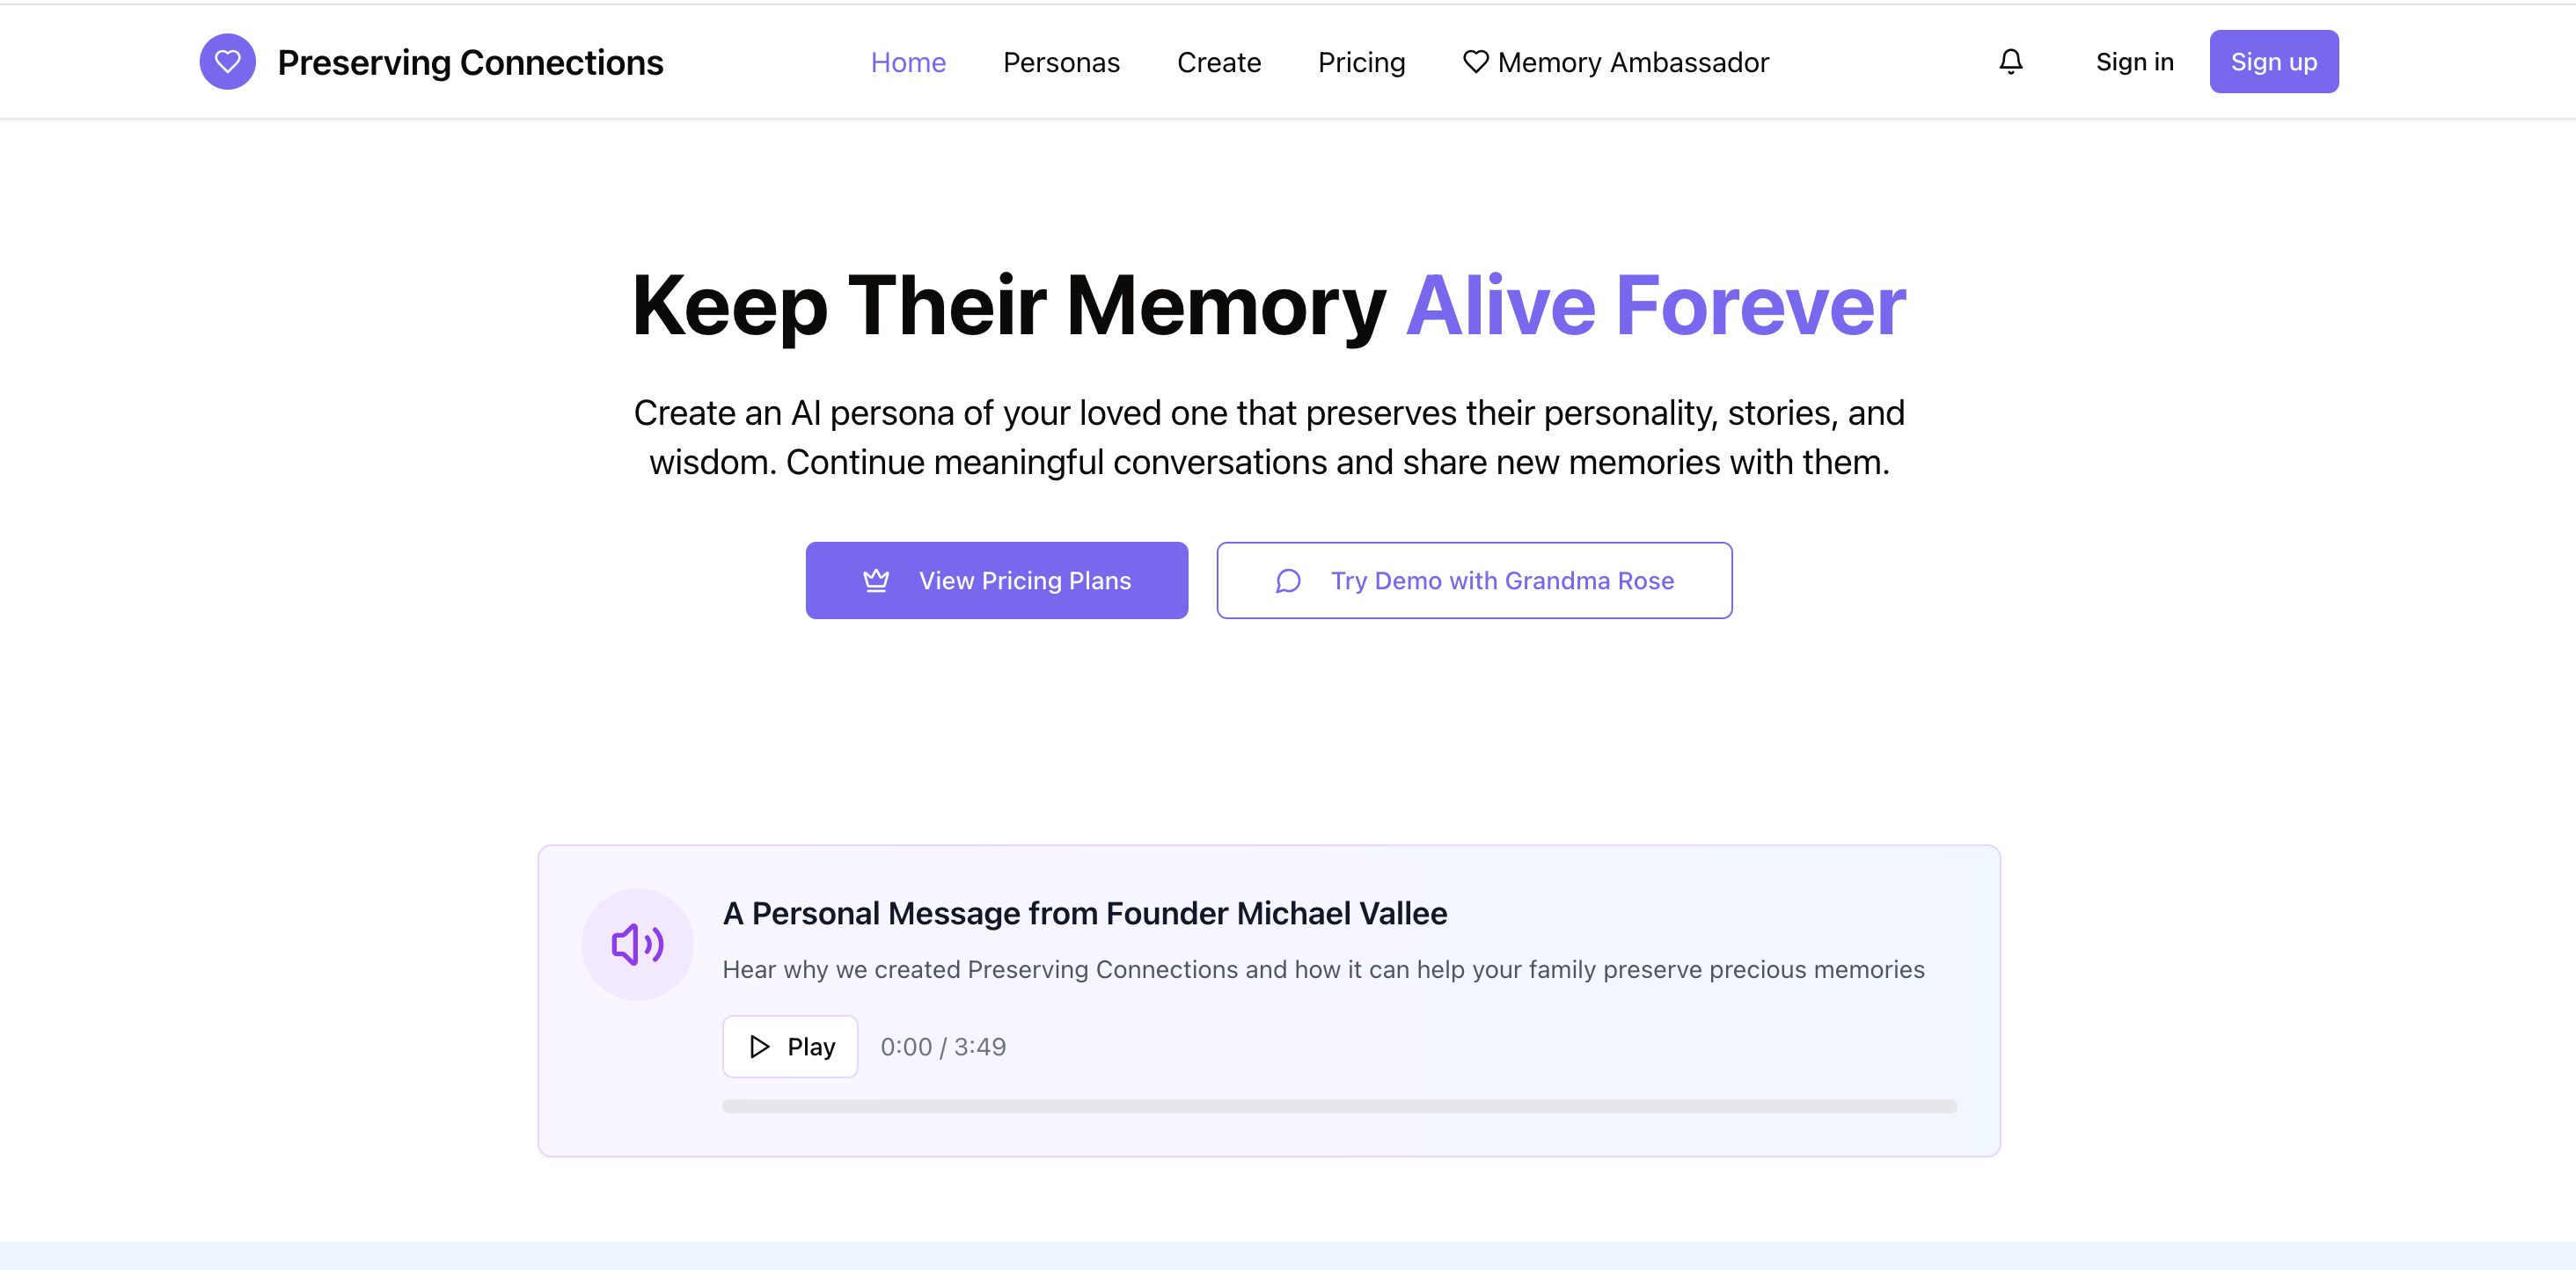 Preserving Connections
Home
Personas
Create
Pricing
Memory Ambassador
Sign in
Sign up
Keep Their Memory Alive Forever
Create an AI persona of your loved one that preserves their personality, stories, and
wisdom. Continue meaningful conversations and share new memories with them.
View Pricing Plans
Try Demo with Grandma Rose
A Personal Message from Founder Michael Vallee
Hear why we created Preserving Connections and how it can help your family preserve precious memories
Play
0:00 / 3:49